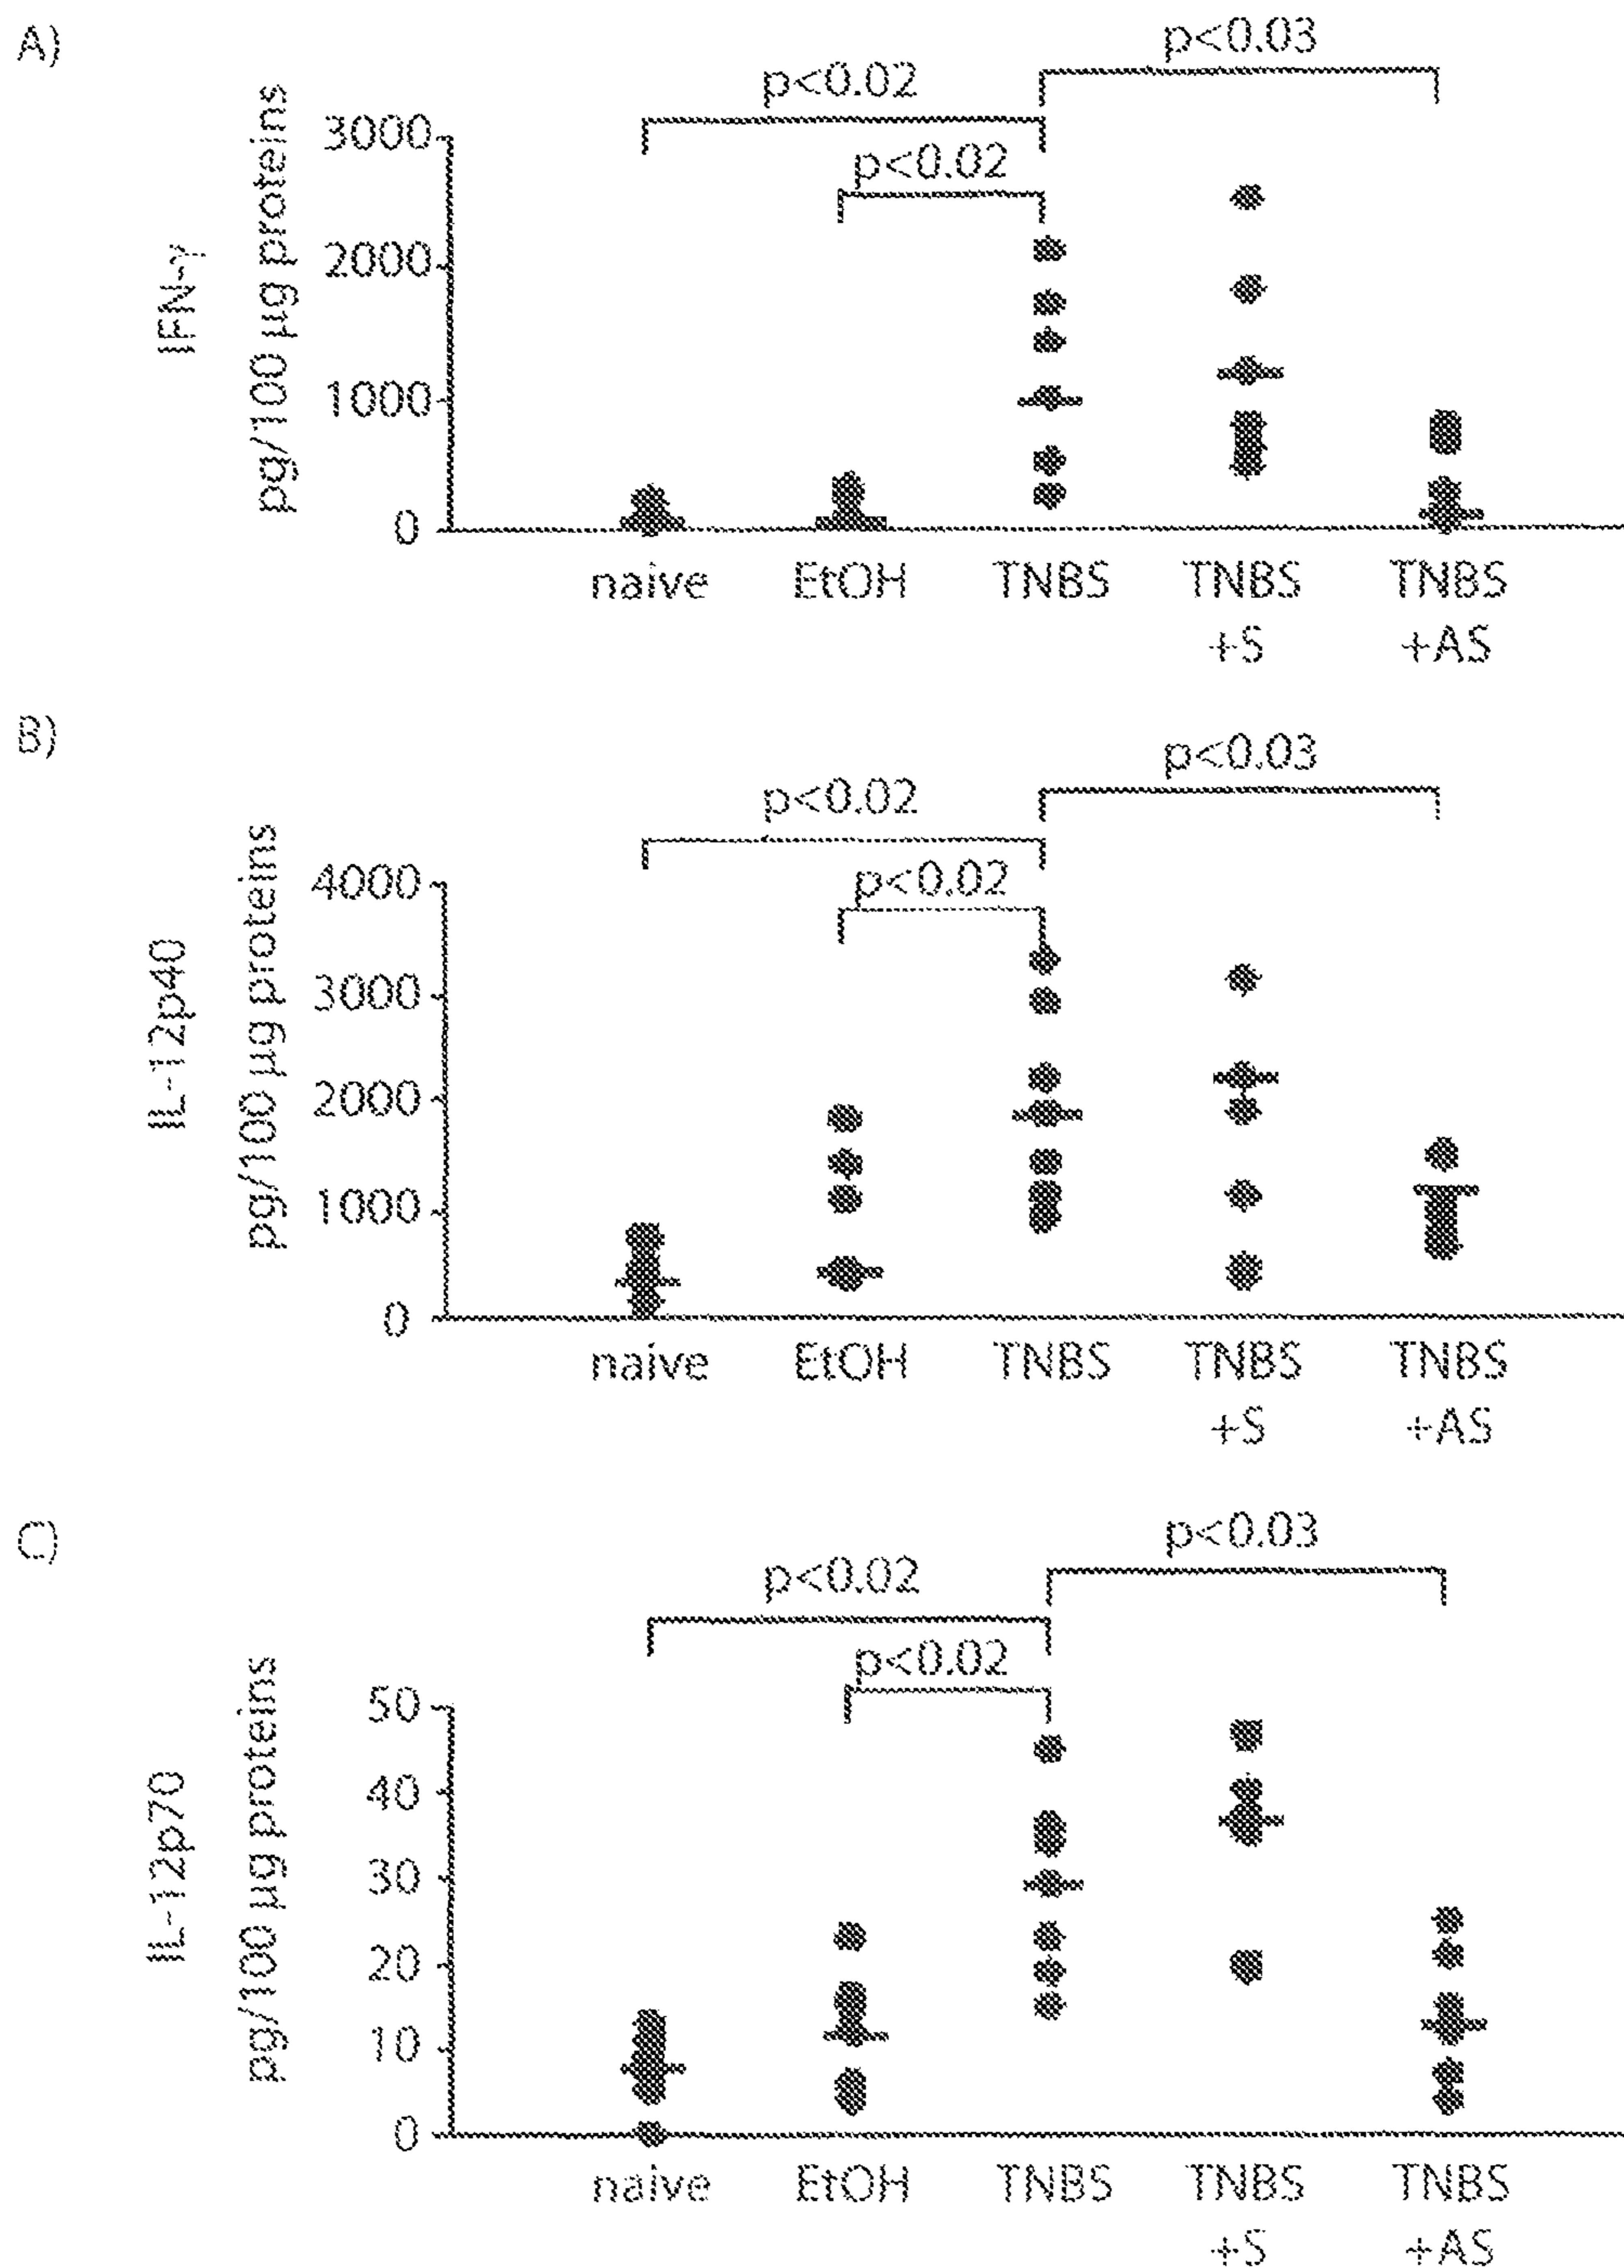 A)
p<0.03
p<0.02
p<0.02
IFN-γ
pg/100 µg proteins
3000
2000
1000
0
naive EtOH TNBS TNBS TNBS
+S +AS
B)
p<0.03
p<0.02
p<0.02
IL-12p40
pg/100 µg proteins
4000
3000
2000
1000
0
naive EtOH TNBS TNBS TNBS
+S +AS
C)
p<0.03
p<0.02
p<0.02
IL-12p70
pg/100 µg proteins
50
40
30
20
10
0
naive EtOH TNBS TNBS TNBS
+S +AS